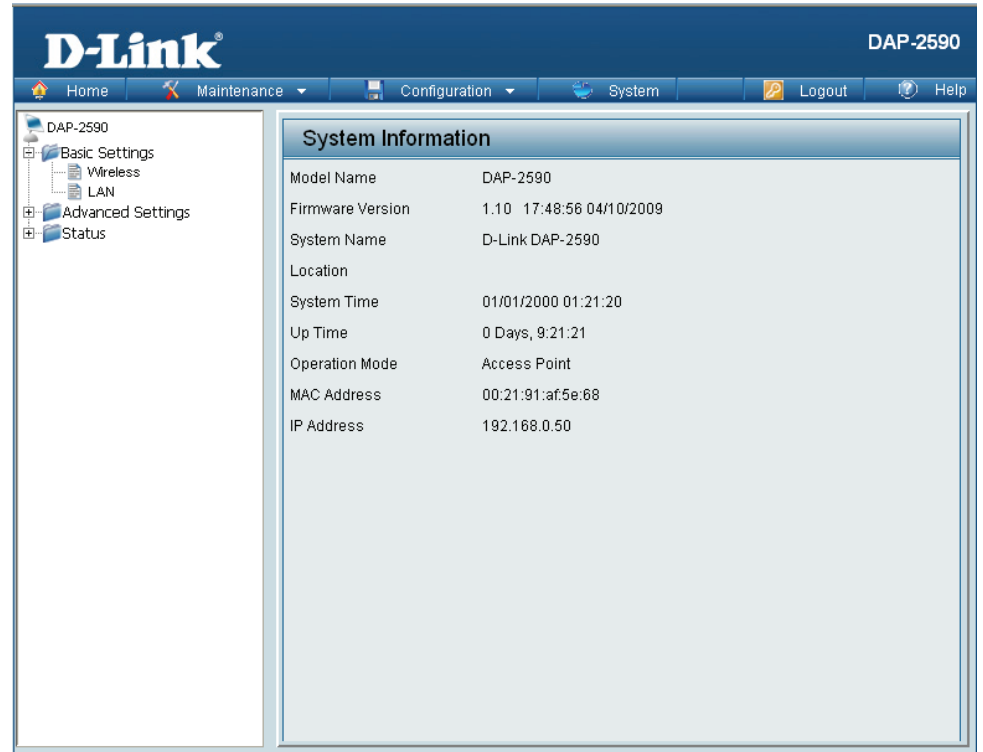 D-Link®
DAP-2590
Home Maintenance Configuration System Logout Help
DAP-2590
Basic Settings
Wireless
LAN
Advanced Settings
Status
System Information
Model Name DAP-2590
Firmware Version 1.10 17:48:56 04/10/2009
System Name D-Link DAP-2590
Location
System Time 01/01/2000 01:21:20
Up Time 0 Days, 9:21:21
Operation Mode Access Point
MAC Address 00:21:91:af:5e:68
IP Address 192.168.0.50